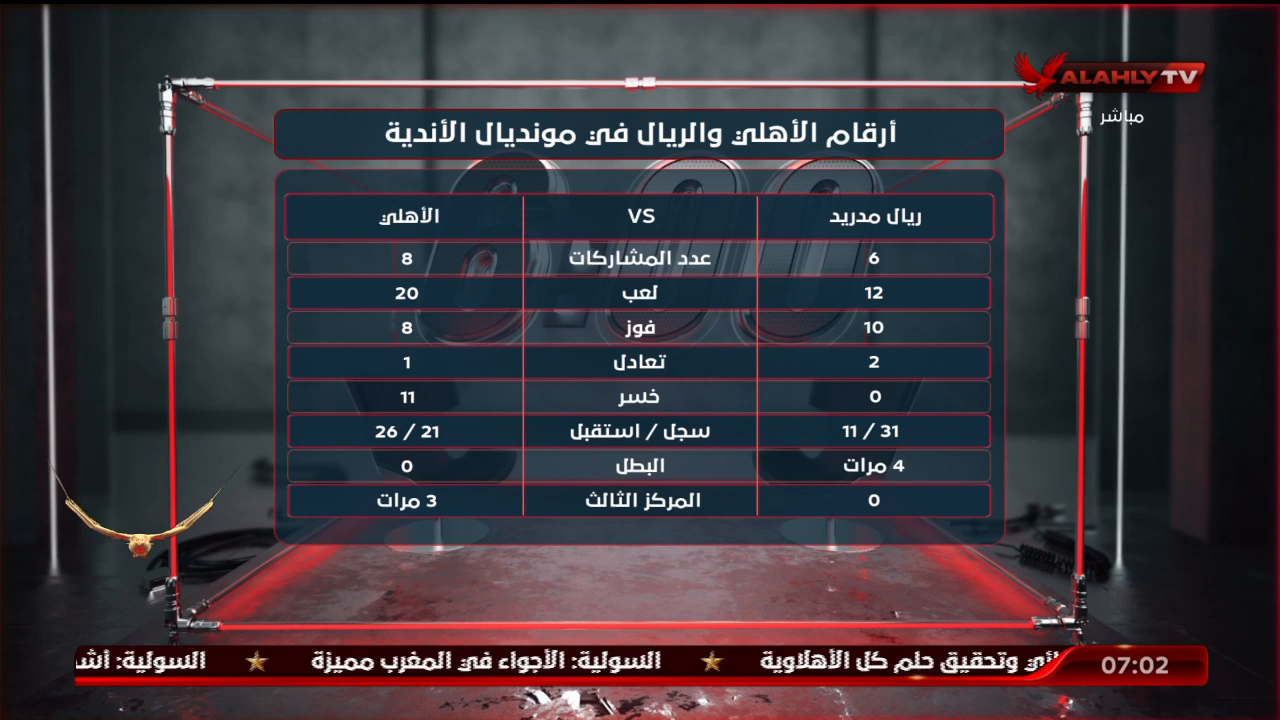 ALAHLY TV
مباشر
أرقام الأهلي والريال في مونديال الأندية
ريال مدريد VS الأهلي
6 عدد المشاركات 8
12 لعب 20
10 فوز 8
2 تعادل 1
0 خسر 11
31 / 11 سجل / استقبل 21 / 26
4 مرات البطل 0
0 المركز الثالث 3 مرات
07:02 وتحقيق حلم كل الأهلاوية السولية: الأجواء في المغرب مميزة السولية: